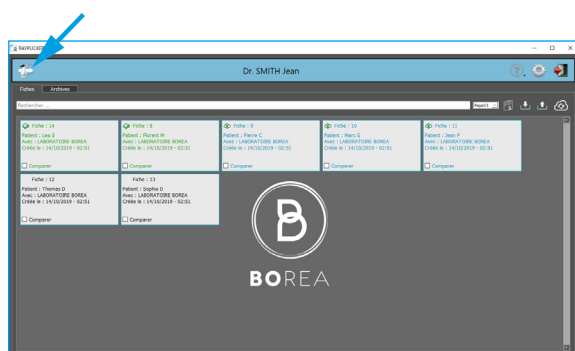 RAYPLICKER
Dr. SMITH Jean
Fiches Archives
Rechercher ... Page:1
Fiche : 14
Patient : Lea S
Avec : LABORATOIRE BOREA
Créée le : 14/10/2019 - 02:51
Comparer
Fiche : 8
Patient : Florent M
Avec : LABORATOIRE BOREA
Créée le : 14/10/2019 - 02:51
Comparer
Fiche : 9
Patient : Pierre C
Avec : LABORATOIRE BOREA
Créée le : 14/10/2019 - 02:51
Comparer
Fiche : 10
Patient : Marc G
Avec : LABORATOIRE BOREA
Créée le : 14/10/2019 - 02:51
Comparer
Fiche : 11
Patient : Jean F
Avec : LABORATOIRE BOREA
Créée le : 14/10/2019 - 02:51
Comparer
Fiche : 12
Patient : Thomas D
Avec : LABORATOIRE BOREA
Créée le : 14/10/2019 - 02:51
Comparer
Fiche : 13
Patient : Sophie D
Avec : LABORATOIRE BOREA
Créée le : 14/10/2019 - 02:51
Comparer
B
BOREA